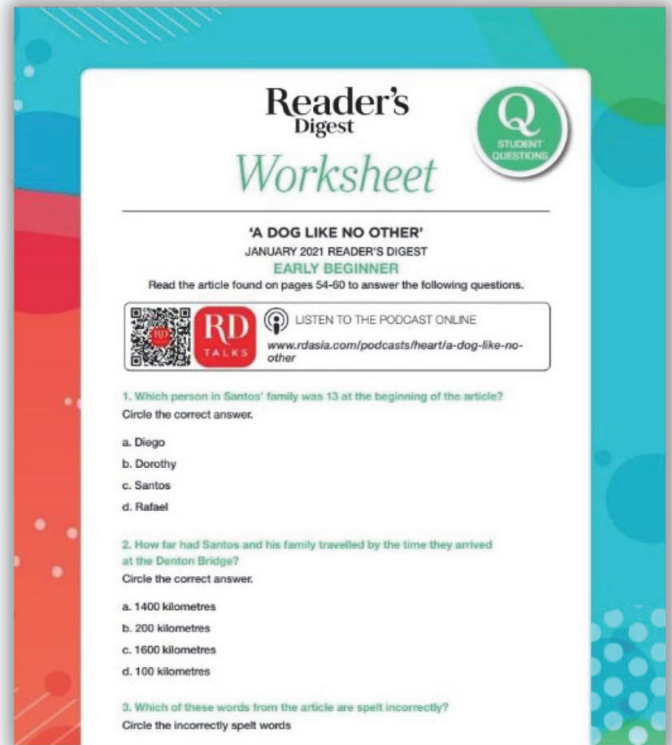 Reader's
Digest
Q
STUDENT
QUESTIONS
Worksheet
'A DOG LIKE NO OTHER'
JANUARY 2021 READER'S DIGEST
EARLY BEGINNER
Read the article found on pages 54-60 to answer the following questions.
RD
RD
TALKS
LISTEN TO THE PODCAST ONLINE
www.rdasia.com/podcasts/heart/a-dog-like-no-
other
1. Which person in Santos' family was 13 at the beginning of the article?
Circle the correct answer.
a. Diego
b. Dorothy
c. Santos
d. Rafael
2. How far had Santos and his family travelled by the time they arrived
at the Denton Bridge?
Circle the correct answer.
a. 1400 kilometres
b. 200 kilometres
c. 1600 kilometres
d. 100 kilometres
3. Which of these words from the article are spelt incorrectly?
Circle the incorrectly spelt words